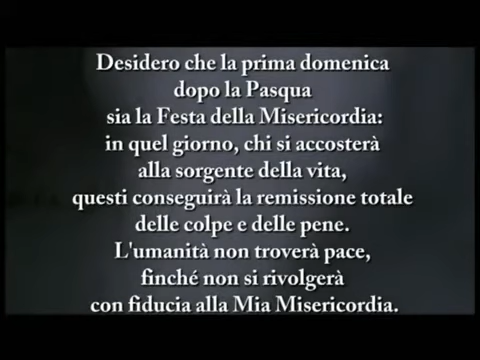 Desidero che la prima domenica
dopo la Pasqua
sia la Festa della Misericordia:
in quel giorno, chi si accosterà
alla sorgente della vita,
questi conseguirà la remissione totale
delle colpe e delle pene.
L'umanità non troverà pace,
finché non si rivolgerà
con fiducia alla Mia Misericordia.